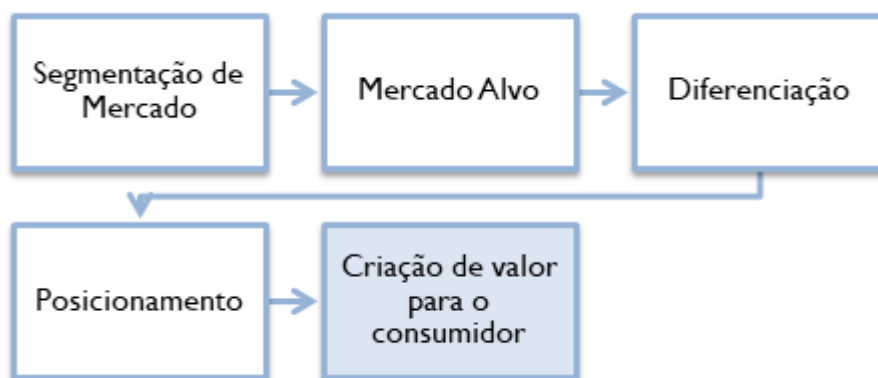 Segmentação de
Mercado
Mercado Alvo
Diferenciação
Posicionamento
Criação de valor
para o
consumidor